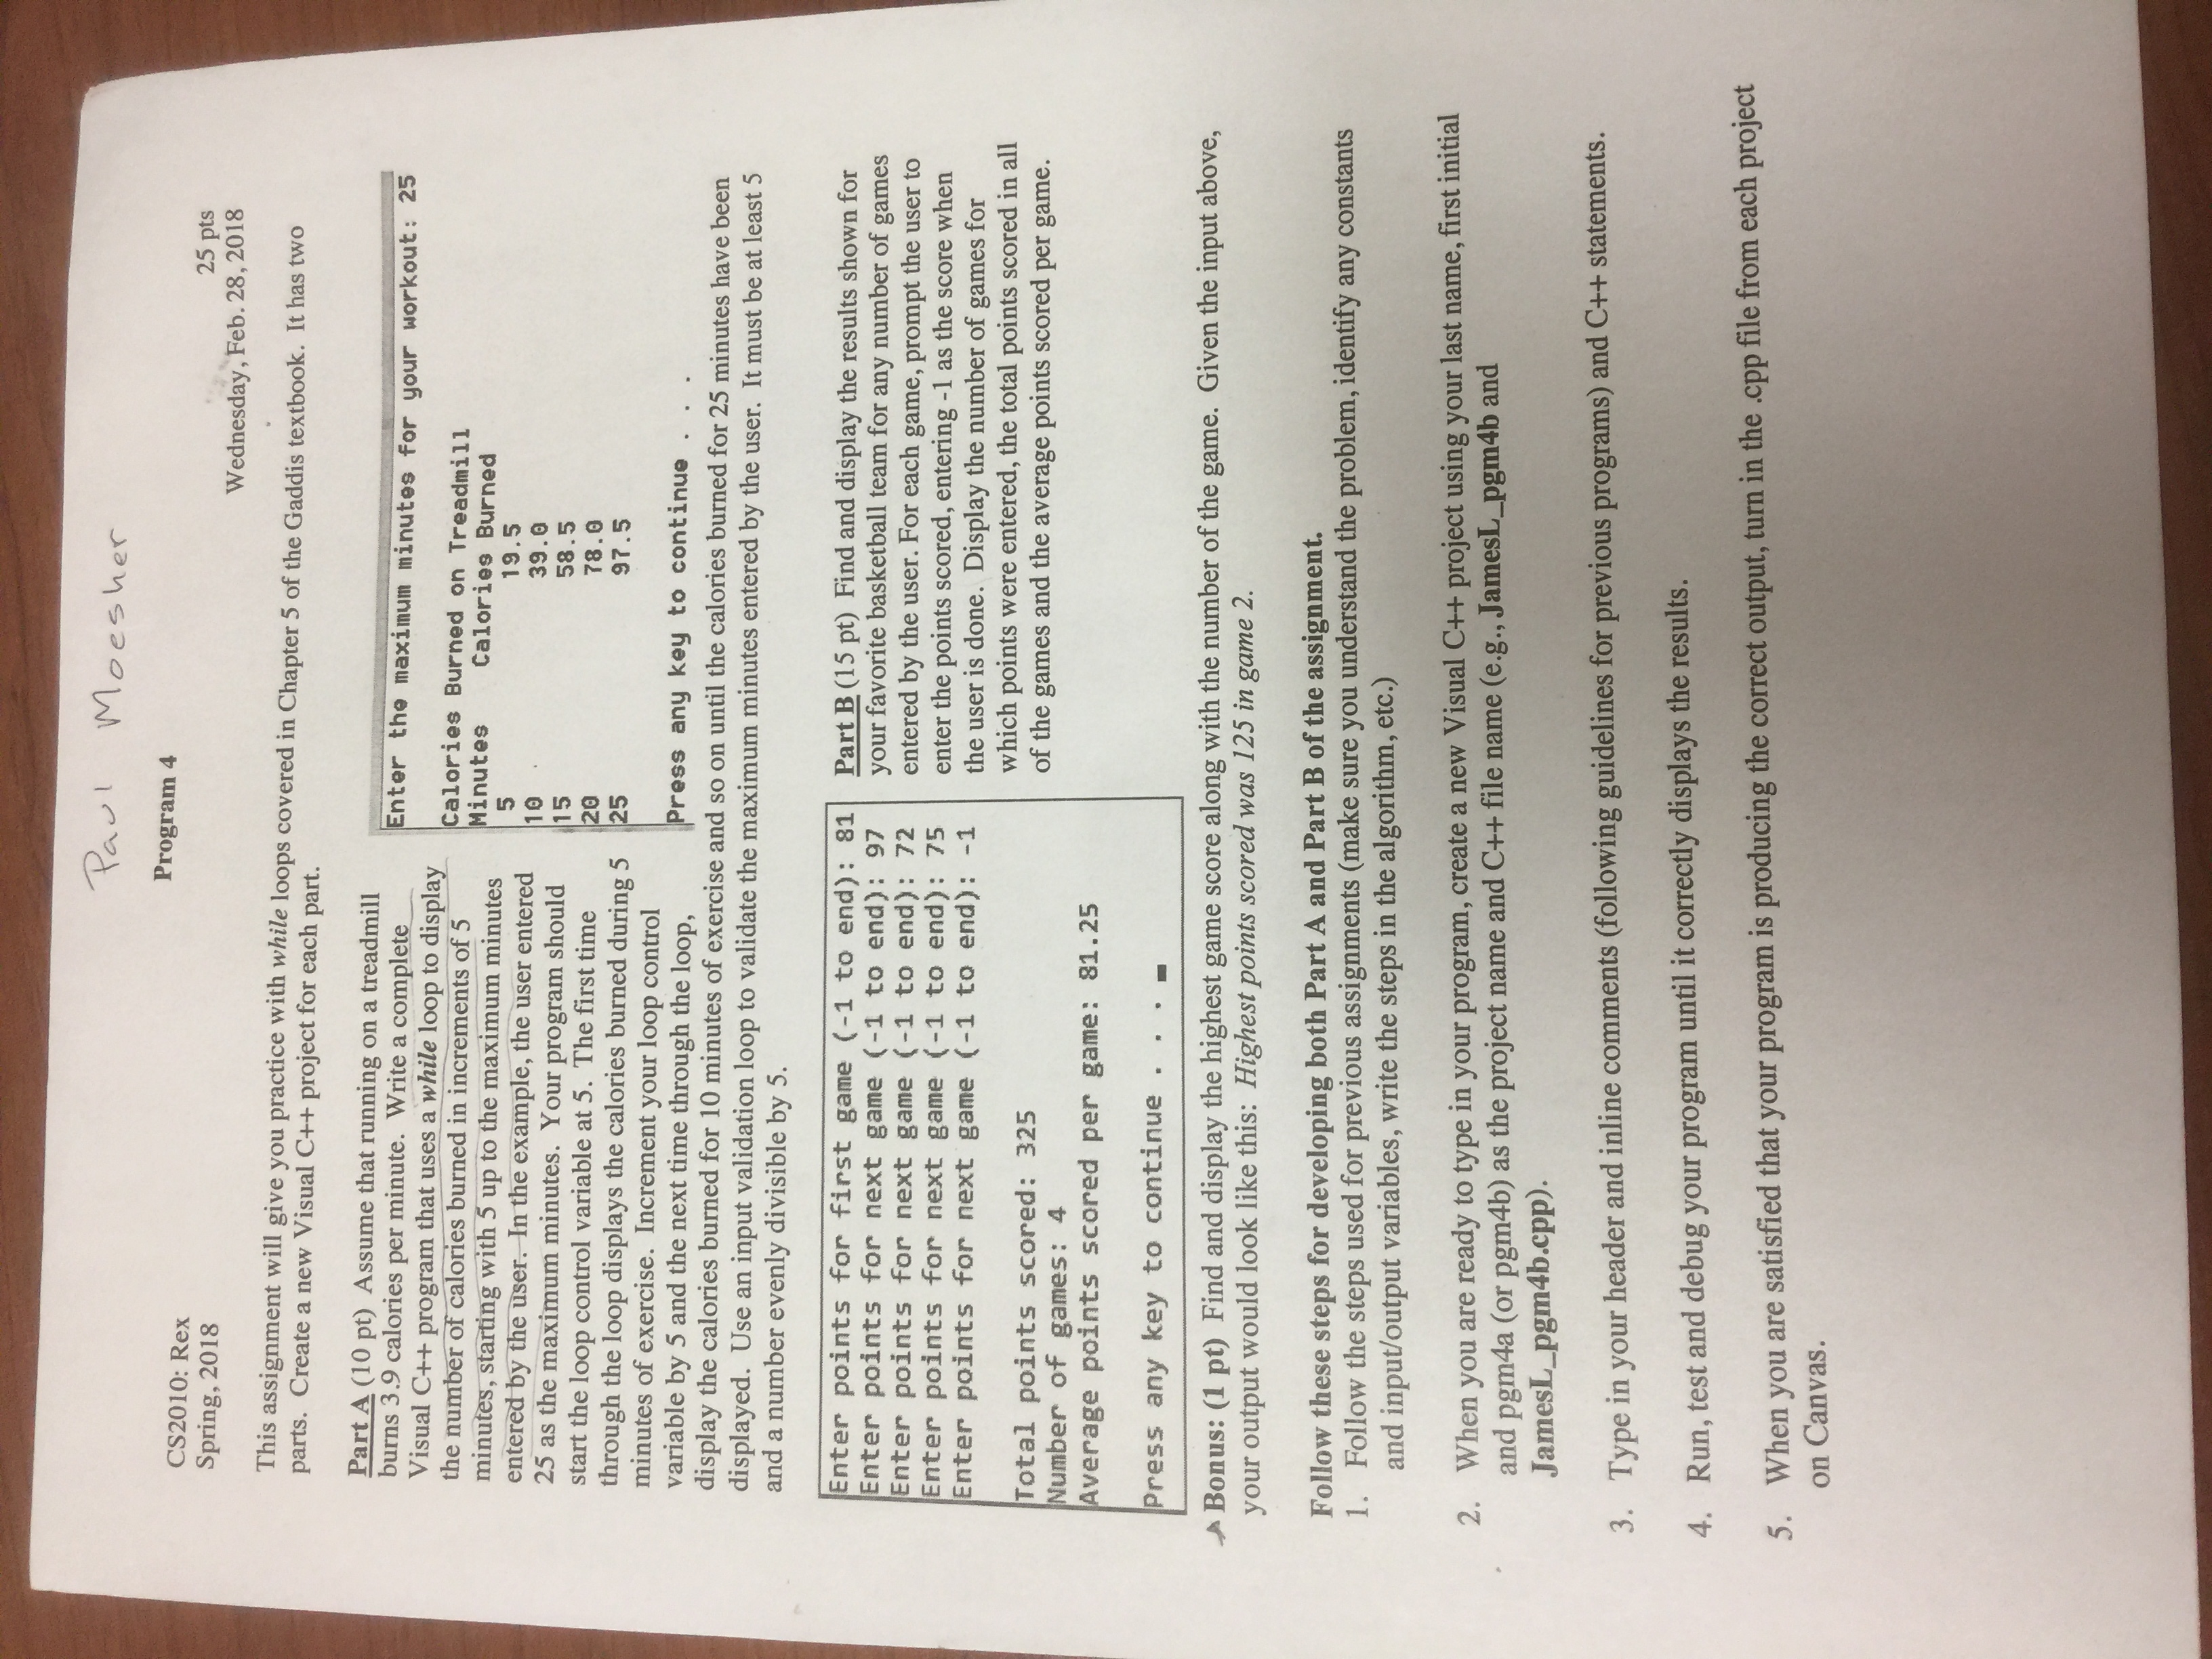 Paul Moesher
Program 4
CS2010: Rex
Spring, 2018
25 pts
Wednesday, Feb. 28, 2018
This assignment will give you practice with while loops covered in Chapter 5 of the Gaddis textbook. It has two
parts. Create a new Visual C++ project for each part.
Part A (10 pt) Assume that running on a treadmill
burns 3.9 calories per minute. Write a complete
Visual C++ program that uses a while loop to display
the number of calories burned in increments of 5
minutes, starting with 5 up to the maximum minutes
entered by the user. In the example, the user entered
25 as the maximum minutes. Your program should
start the loop control variable at 5. The first time
through the loop displays the calories burned during 5
minutes of exercise. Increment your loop control
variable by 5 and the next time through the loop,
display the calories burned for 10 minutes of exercise and so on until the calories burned for 25 minutes have been
displayed. Use an input validation loop to validate the maximum minutes entered by the user. It must be at least 5
and a number evenly divisible by 5.
Enter the maximum minutes for your workout: 25
Calories Burned on Treadmill
Minutes Calories Burned
5 19.5
10 39.0
15 58.5
20 78.0
25 97.5
Press any key to continue . . .
Enter points for first game (-1 to end): 81
Enter points for next game (-1 to end): 97
Enter points for next game (-1 to end): 72
Enter points for next game (-1 to end): 75
Enter points for next game (-1 to end): -1
Total points scored: 325
Number of games: 4
Average points scored per game: 81.25
Press any key to continue . . .
Part B (15 pt) Find and display the results shown for
your favorite basketball team for any number of games
entered by the user. For each game, prompt the user to
enter the points scored, entering -1 as the score when
the user is done. Display the number of games for
which points were entered, the total points scored in all
of the games and the average points scored per game.
Bonus: (1 pt) Find and display the highest game score along with the number of the game. Given the input above,
your output would look like this: Highest points scored was 125 in game 2.
Follow these steps for developing both Part A and Part B of the assignment.
1. Follow the steps used for previous assignments (make sure you understand the problem, identify any constants
and input/output variables, write the steps in the algorithm, etc.)
2. When you are ready to type in your program, create a new Visual C++ project using your last name, first initial
and pgm4a (or pgm4b) as the project name and C++ file name (e.g., JamesL_pgm4b and
JamesL_pgm4b.cpp).
3. Type in your header and inline comments (following guidelines for previous programs) and C++ statements.
4. Run, test and debug your program until it correctly displays the results.
5. When you are satisfied that your program is producing the correct output, turn in the .cpp file from each project
on Canvas.